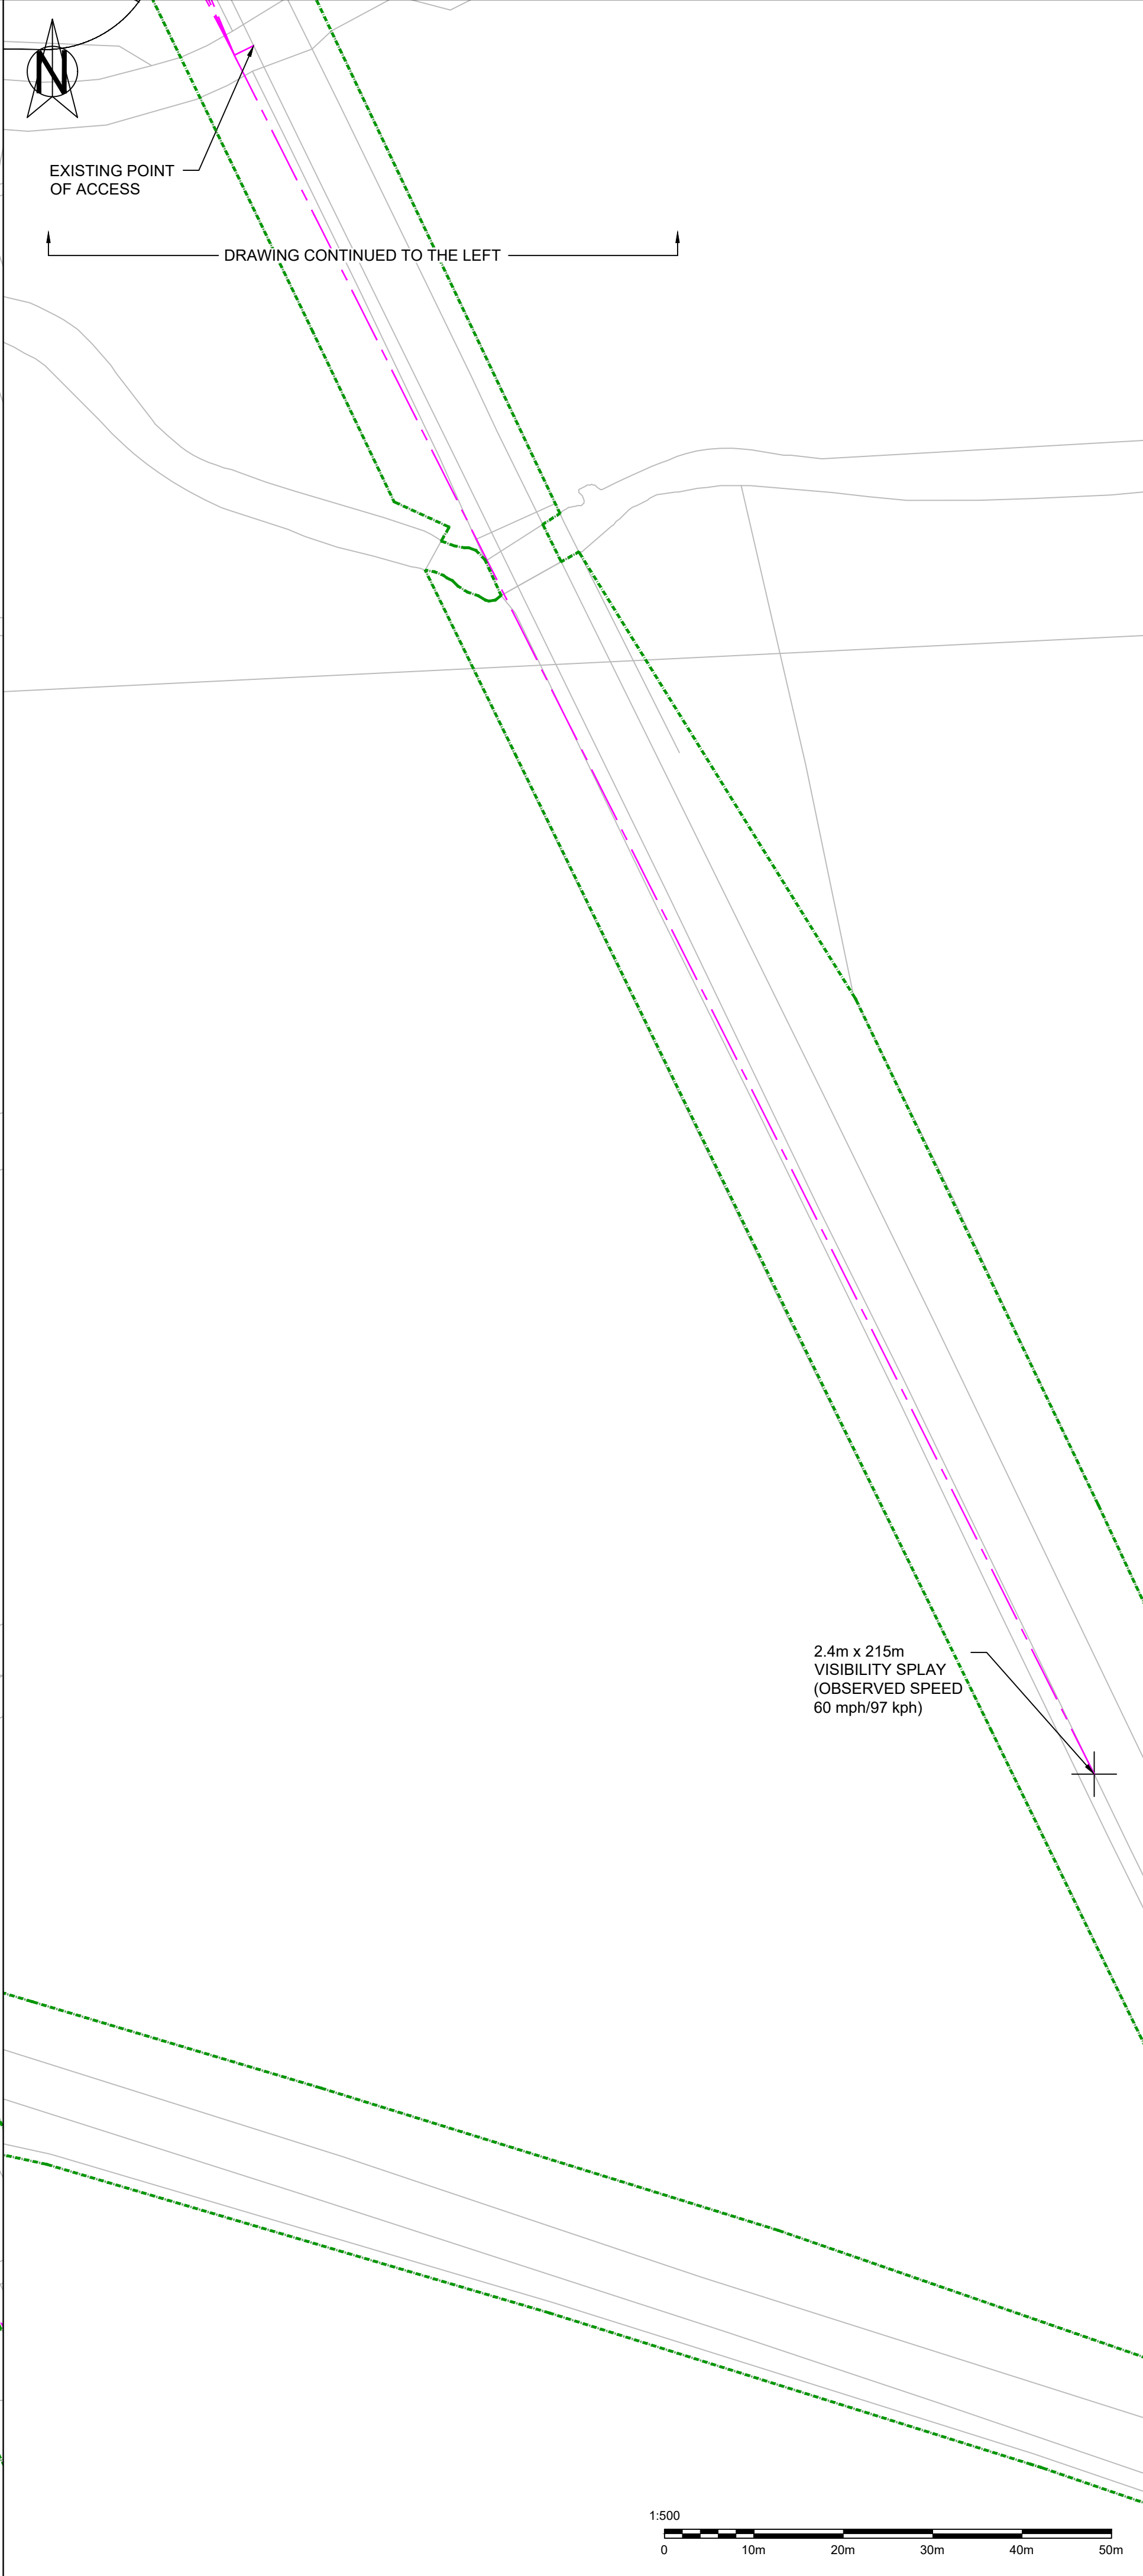 N
EXISTING POINT
OF ACCESS
DRAWING CONTINUED TO THE LEFT
2.4m x 215m
VISIBILITY SPLAY
(OBSERVED SPEED
60 mph/97 kph)
1:500
0 10m 20m 30m 40m 50m